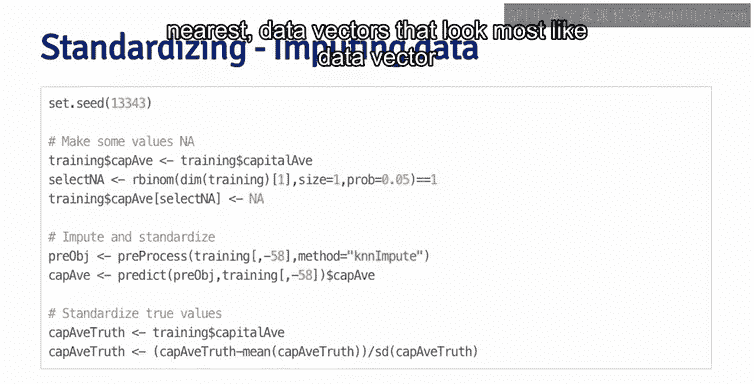 nearest, data vectors that look most like
data vector
Standardizing - Imputing data
set.seed(13343)
# Make some values NA
training$capAve <- training$capitalAve
selectNA <- rbinom(dim(training)[1],size=1,prob=0.05)==1
training$capAve[selectNA] <- NA
# Impute and standardize
preObj <- preProcess(training[,-58],method="knnImpute")
capAve <- predict(preObj,training[,-58])$capAve
# Standardize true values
capAveTruth <- training$capitalAve
capAveTruth <- (capAveTruth-mean(capAveTruth))/sd(capAveTruth)